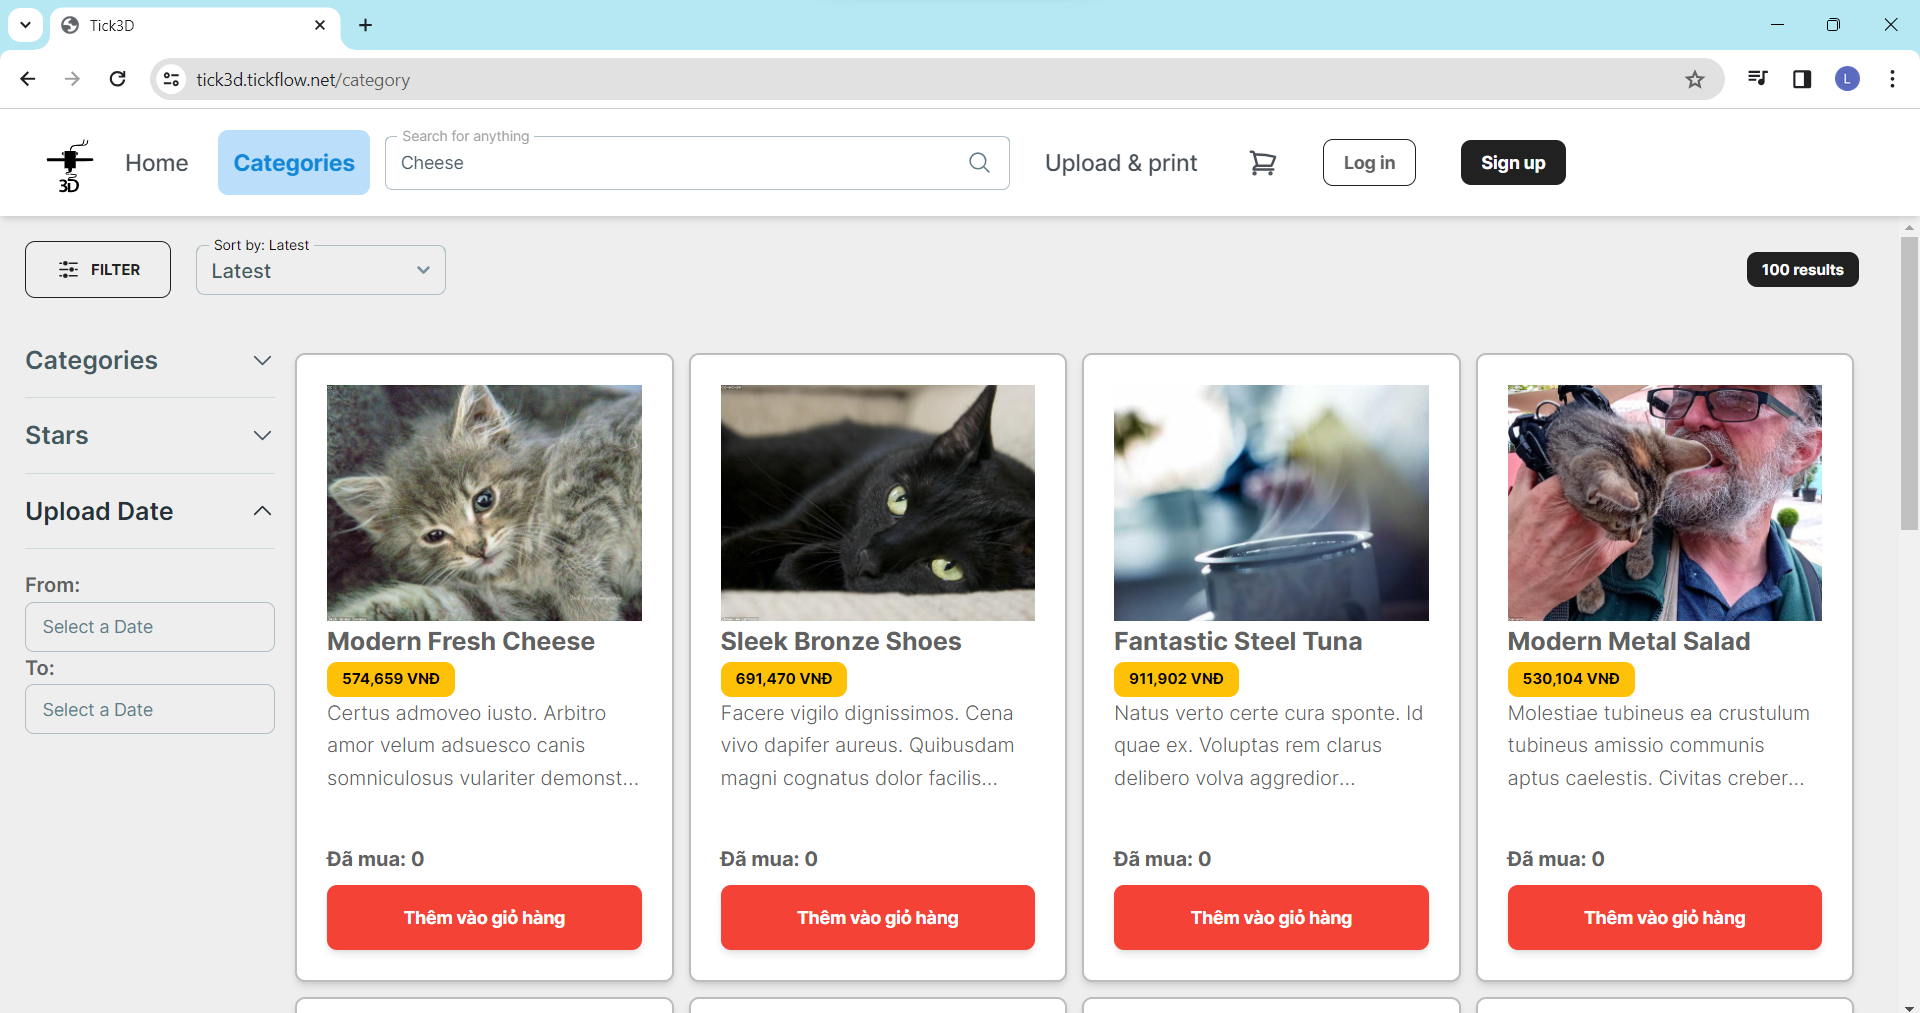 Tick3D
tick3d.tickflow.net/category
L
3D
Home
Categories
Search for anything
Cheese
Upload & print
Log in
Sign up
FILTER
Sort by: Latest
Latest
100 results
Categories
Stars
Upload Date
From:
Select a Date
To:
Select a Date
Modern Fresh Cheese
574,659 VNĐ
Certus admoveo iusto. Arbitro
amor velum adsuesco canis
somniculosus vulariter demonst...
Đã mua: 0
Thêm vào giỏ hàng
Sleek Bronze Shoes
691,470 VNĐ
Facere vigilo dignissimos. Cena
vivo dapifer aureus. Quibusdam
magni cognatus dolor facilis...
Đã mua: 0
Thêm vào giỏ hàng
Fantastic Steel Tuna
911,902 VNĐ
Natus verto certe cura sponte. Id
quae ex. Voluptas rem clarus
delibero volva aggredior...
Đã mua: 0
Thêm vào giỏ hàng
Modern Metal Salad
530,104 VNĐ
Molestiae tubineus ea crustulum
tubineus amissio communis
aptus caelestis. Civitas creber...
Đã mua: 0
Thêm vào giỏ hàng